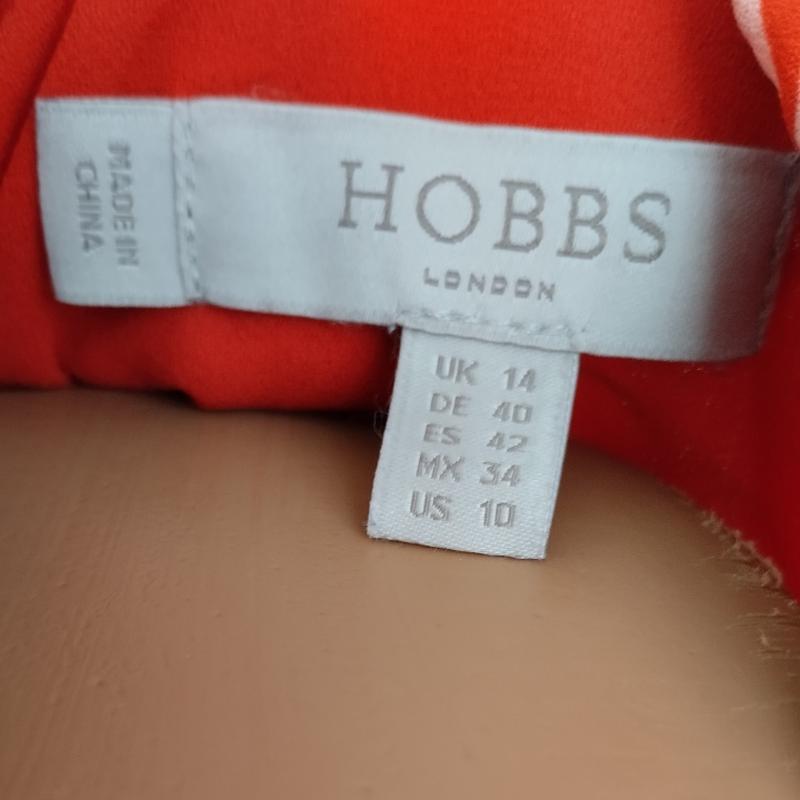 MADE IN
CHINA
HOBBS
LONDON
UK 14
DE 40
ES 42
MX 34
US 10